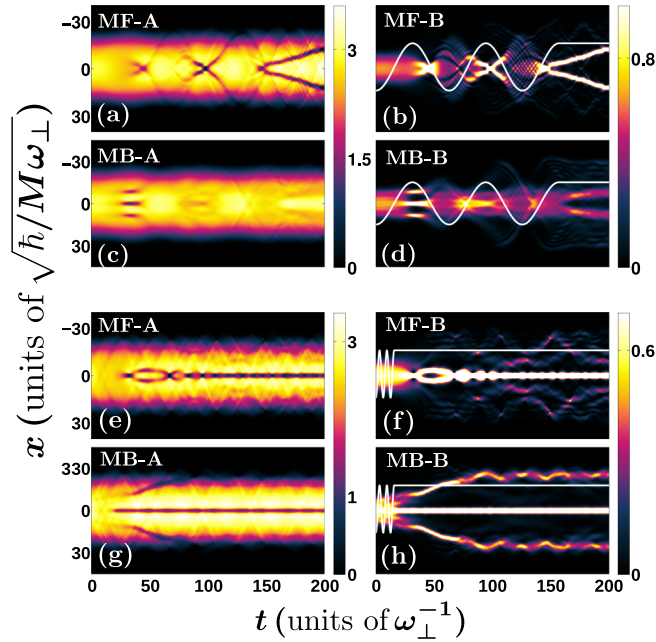 MF-A MF-B
-30 0 30 (a) (b) 3 0.8
MB-A MB-B
-30 0 30 (c) (d) 1.5 0 0
MF-A MF-B
-30 0 30 (e) (f) 3 0.6
MB-A MB-B
330 0 30 (g) (h) 1 0 0
0 50 100 150 200 0 50 100 150 200
x (units of √ħ/Mω⊥)
t (units of ω⊥⁻¹)